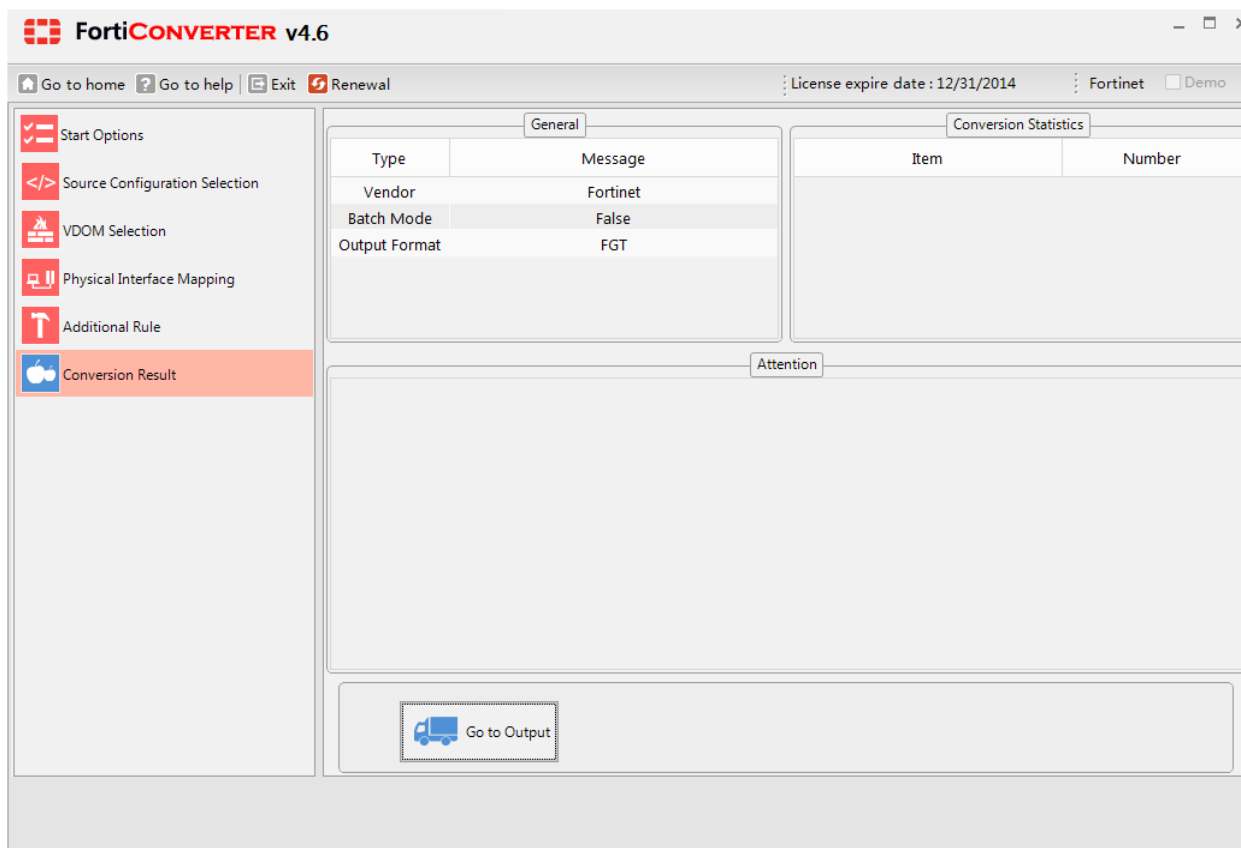 FortiCONVERTER v4.6
Go to home ? Go to help Exit Renewal License expire date : 12/31/2014 Fortinet Demo
Start Options
</> Source Configuration Selection
VDOM Selection
Physical Interface Mapping
Additional Rule
Conversion Result
General
Type Message
Vendor Fortinet
Batch Mode False
Output Format FGT
Conversion Statistics
Item Number
Attention
Go to Output